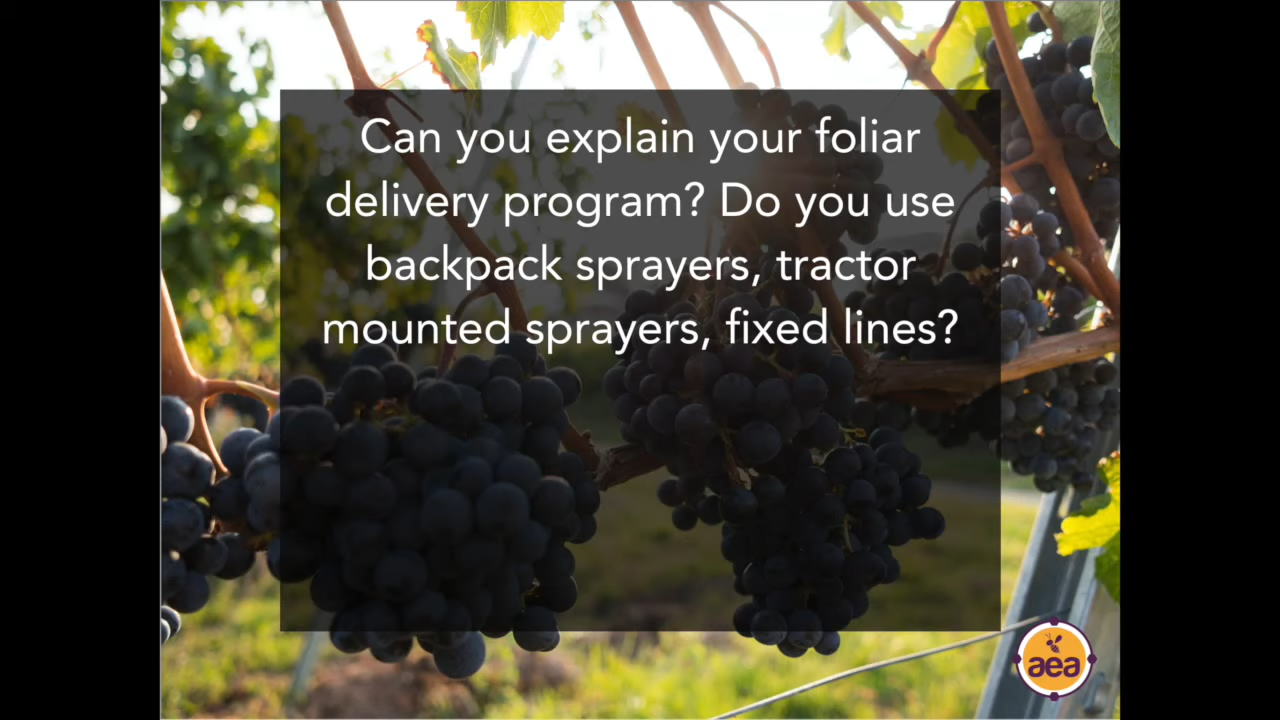 Can you explain your foliar
delivery program? Do you use
backpack sprayers, tractor
mounted sprayers, fixed lines?
aea